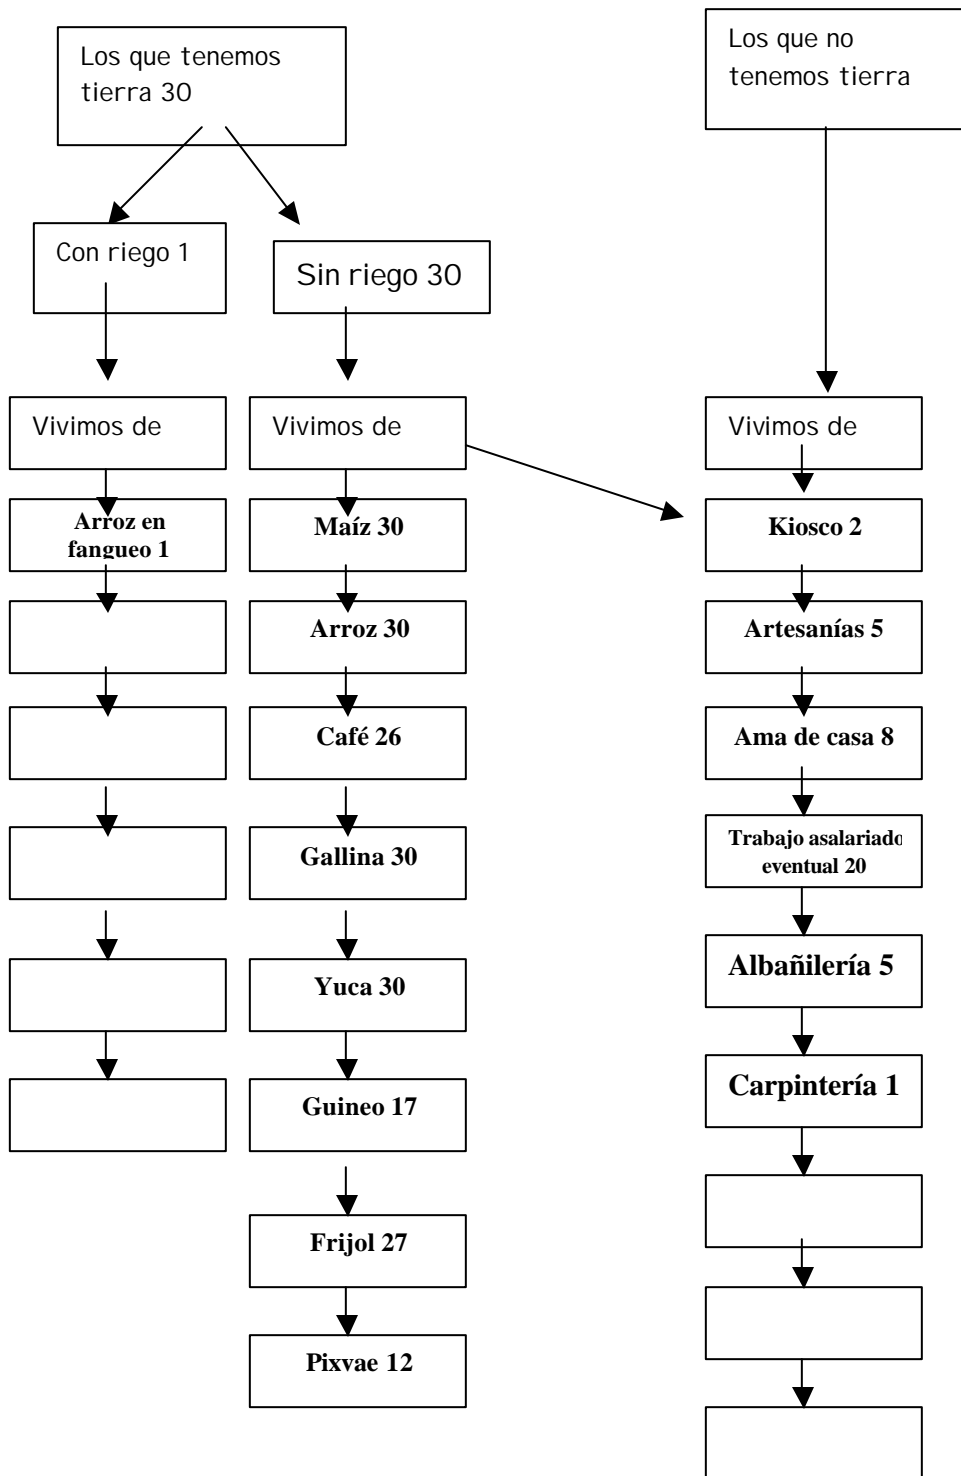 Los que tenemos
tierra 30
Los que no
tenemos tierra
Con riego 1
Sin riego 30
Vivimos de
Vivimos de
Vivimos de
Arroz en
fangueo 1
Maíz 30
Kiosco 2
Arroz 30
Artesanías 5
Café 26
Ama de casa 8
Gallina 30
Trabajo asalariado
eventual 20
Yuca 30
Albañilería 5
Guineo 17
Carpintería 1
Frijol 27
Pixvae 12